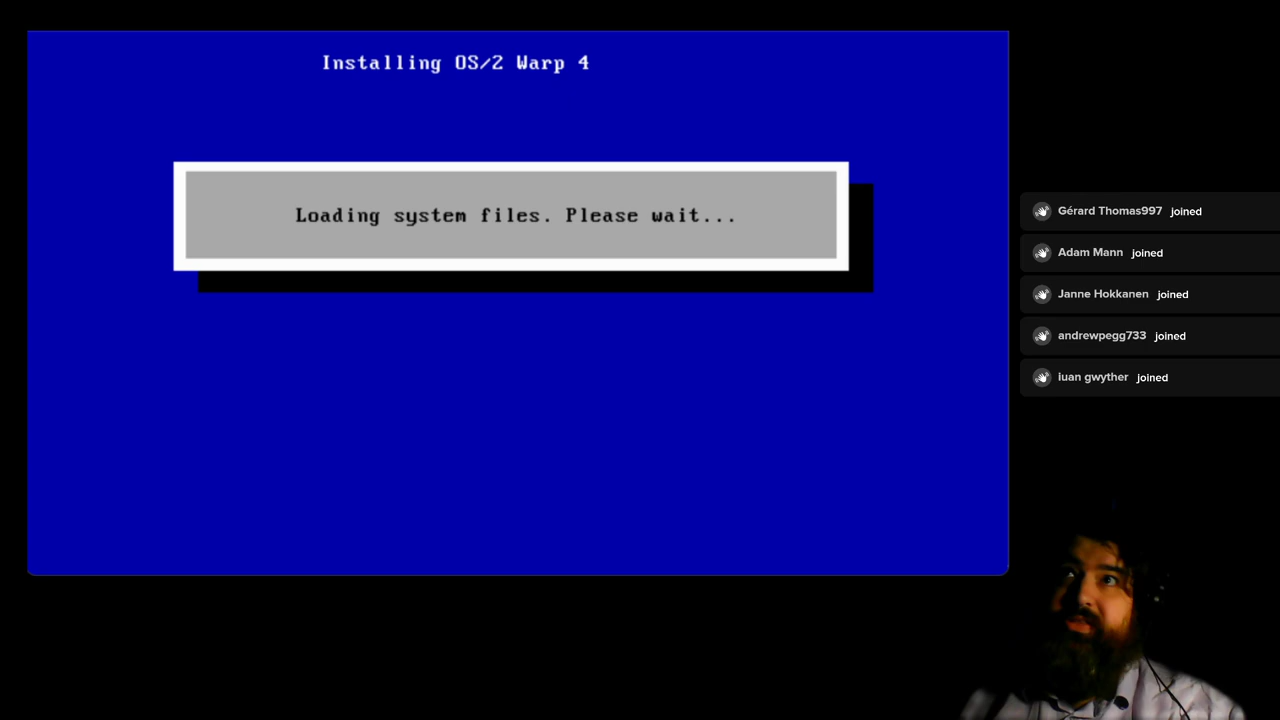 Installing OS/2 Warp 4
Loading system files. Please wait...
Gérard Thomas997 joined
Adam Mann joined
Janne Hokkanen joined
andrewpegg733 joined
iuan gwyther joined